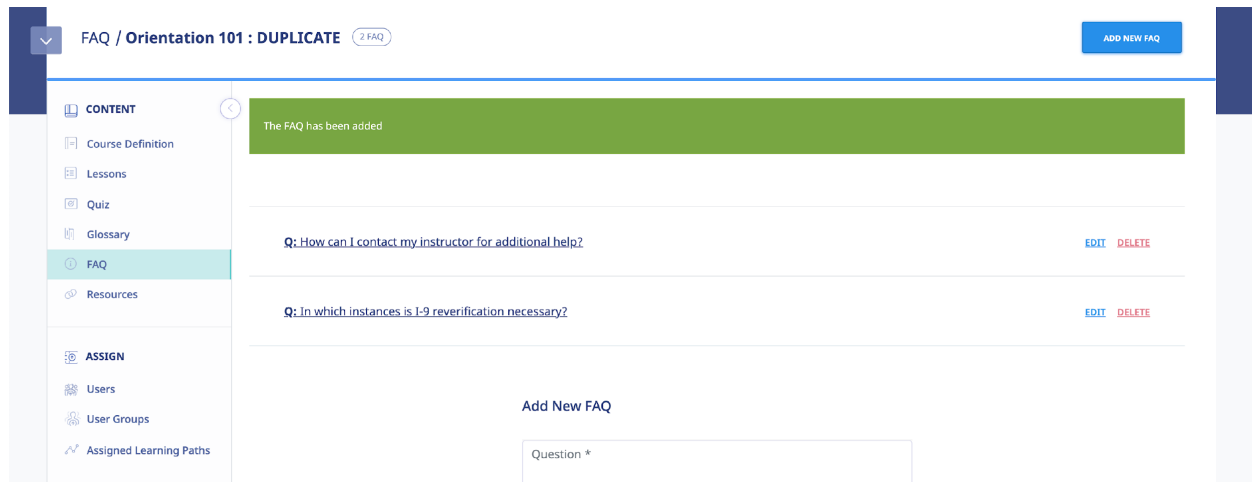 FAQ / Orientation 101 : DUPLICATE 2 FAQ
ADD NEW FAQ
CONTENT
Course Definition
Lessons
Quiz
Glossary
FAQ
Resources
ASSIGN
Users
User Groups
Assigned Learning Paths
The FAQ has been added
Q: How can I contact my instructor for additional help? EDIT DELETE
Q: In which instances is I-9 reverification necessary? EDIT DELETE
Add New FAQ
Question *